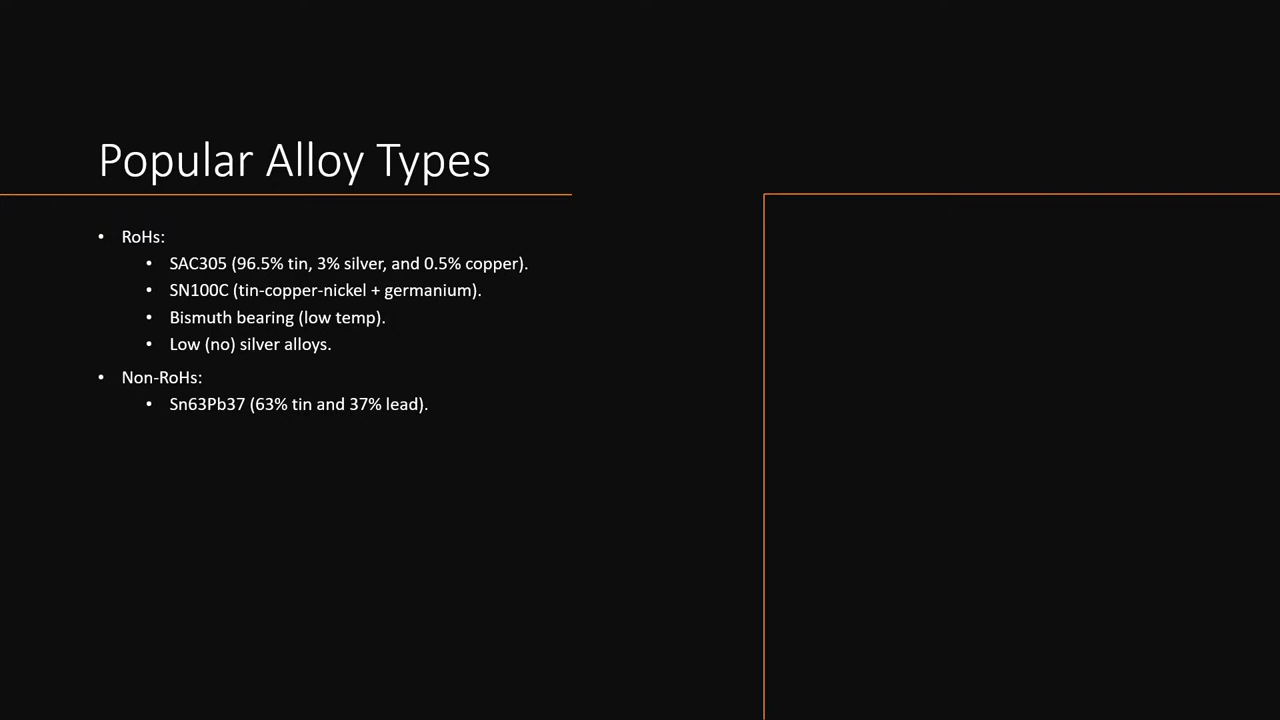 Popular Alloy Types
• RoHs:
• SAC305 (96.5% tin, 3% silver, and 0.5% copper).
• SN100C (tin-copper-nickel + germanium).
• Bismuth bearing (low temp).
• Low (no) silver alloys.
• Non-RoHs:
• Sn63Pb37 (63% tin and 37% lead).